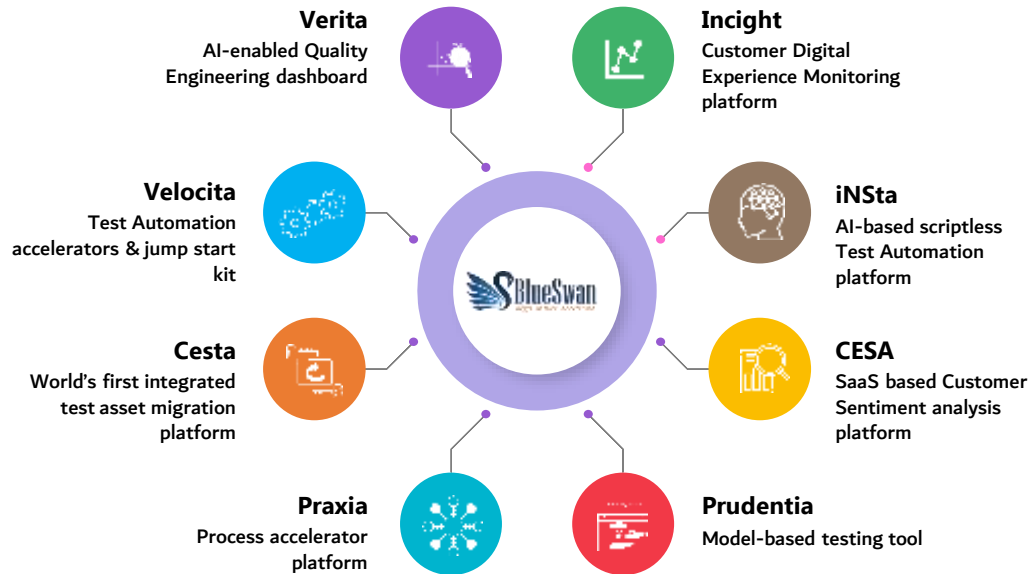 Verita
AI-enabled Quality
Engineering dashboard
Incight
Customer Digital
Experience Monitoring
platform
Velocita
Test Automation
accelerators & jump start
kit
iNSta
AI-based scriptless
Test Automation
platform
BlueSwan
Cesta
World's first integrated
test asset migration
platform
CESA
SaaS based Customer
Sentiment analysis
platform
Praxia
Process accelerator
platform
Prudentia
Model-based testing tool